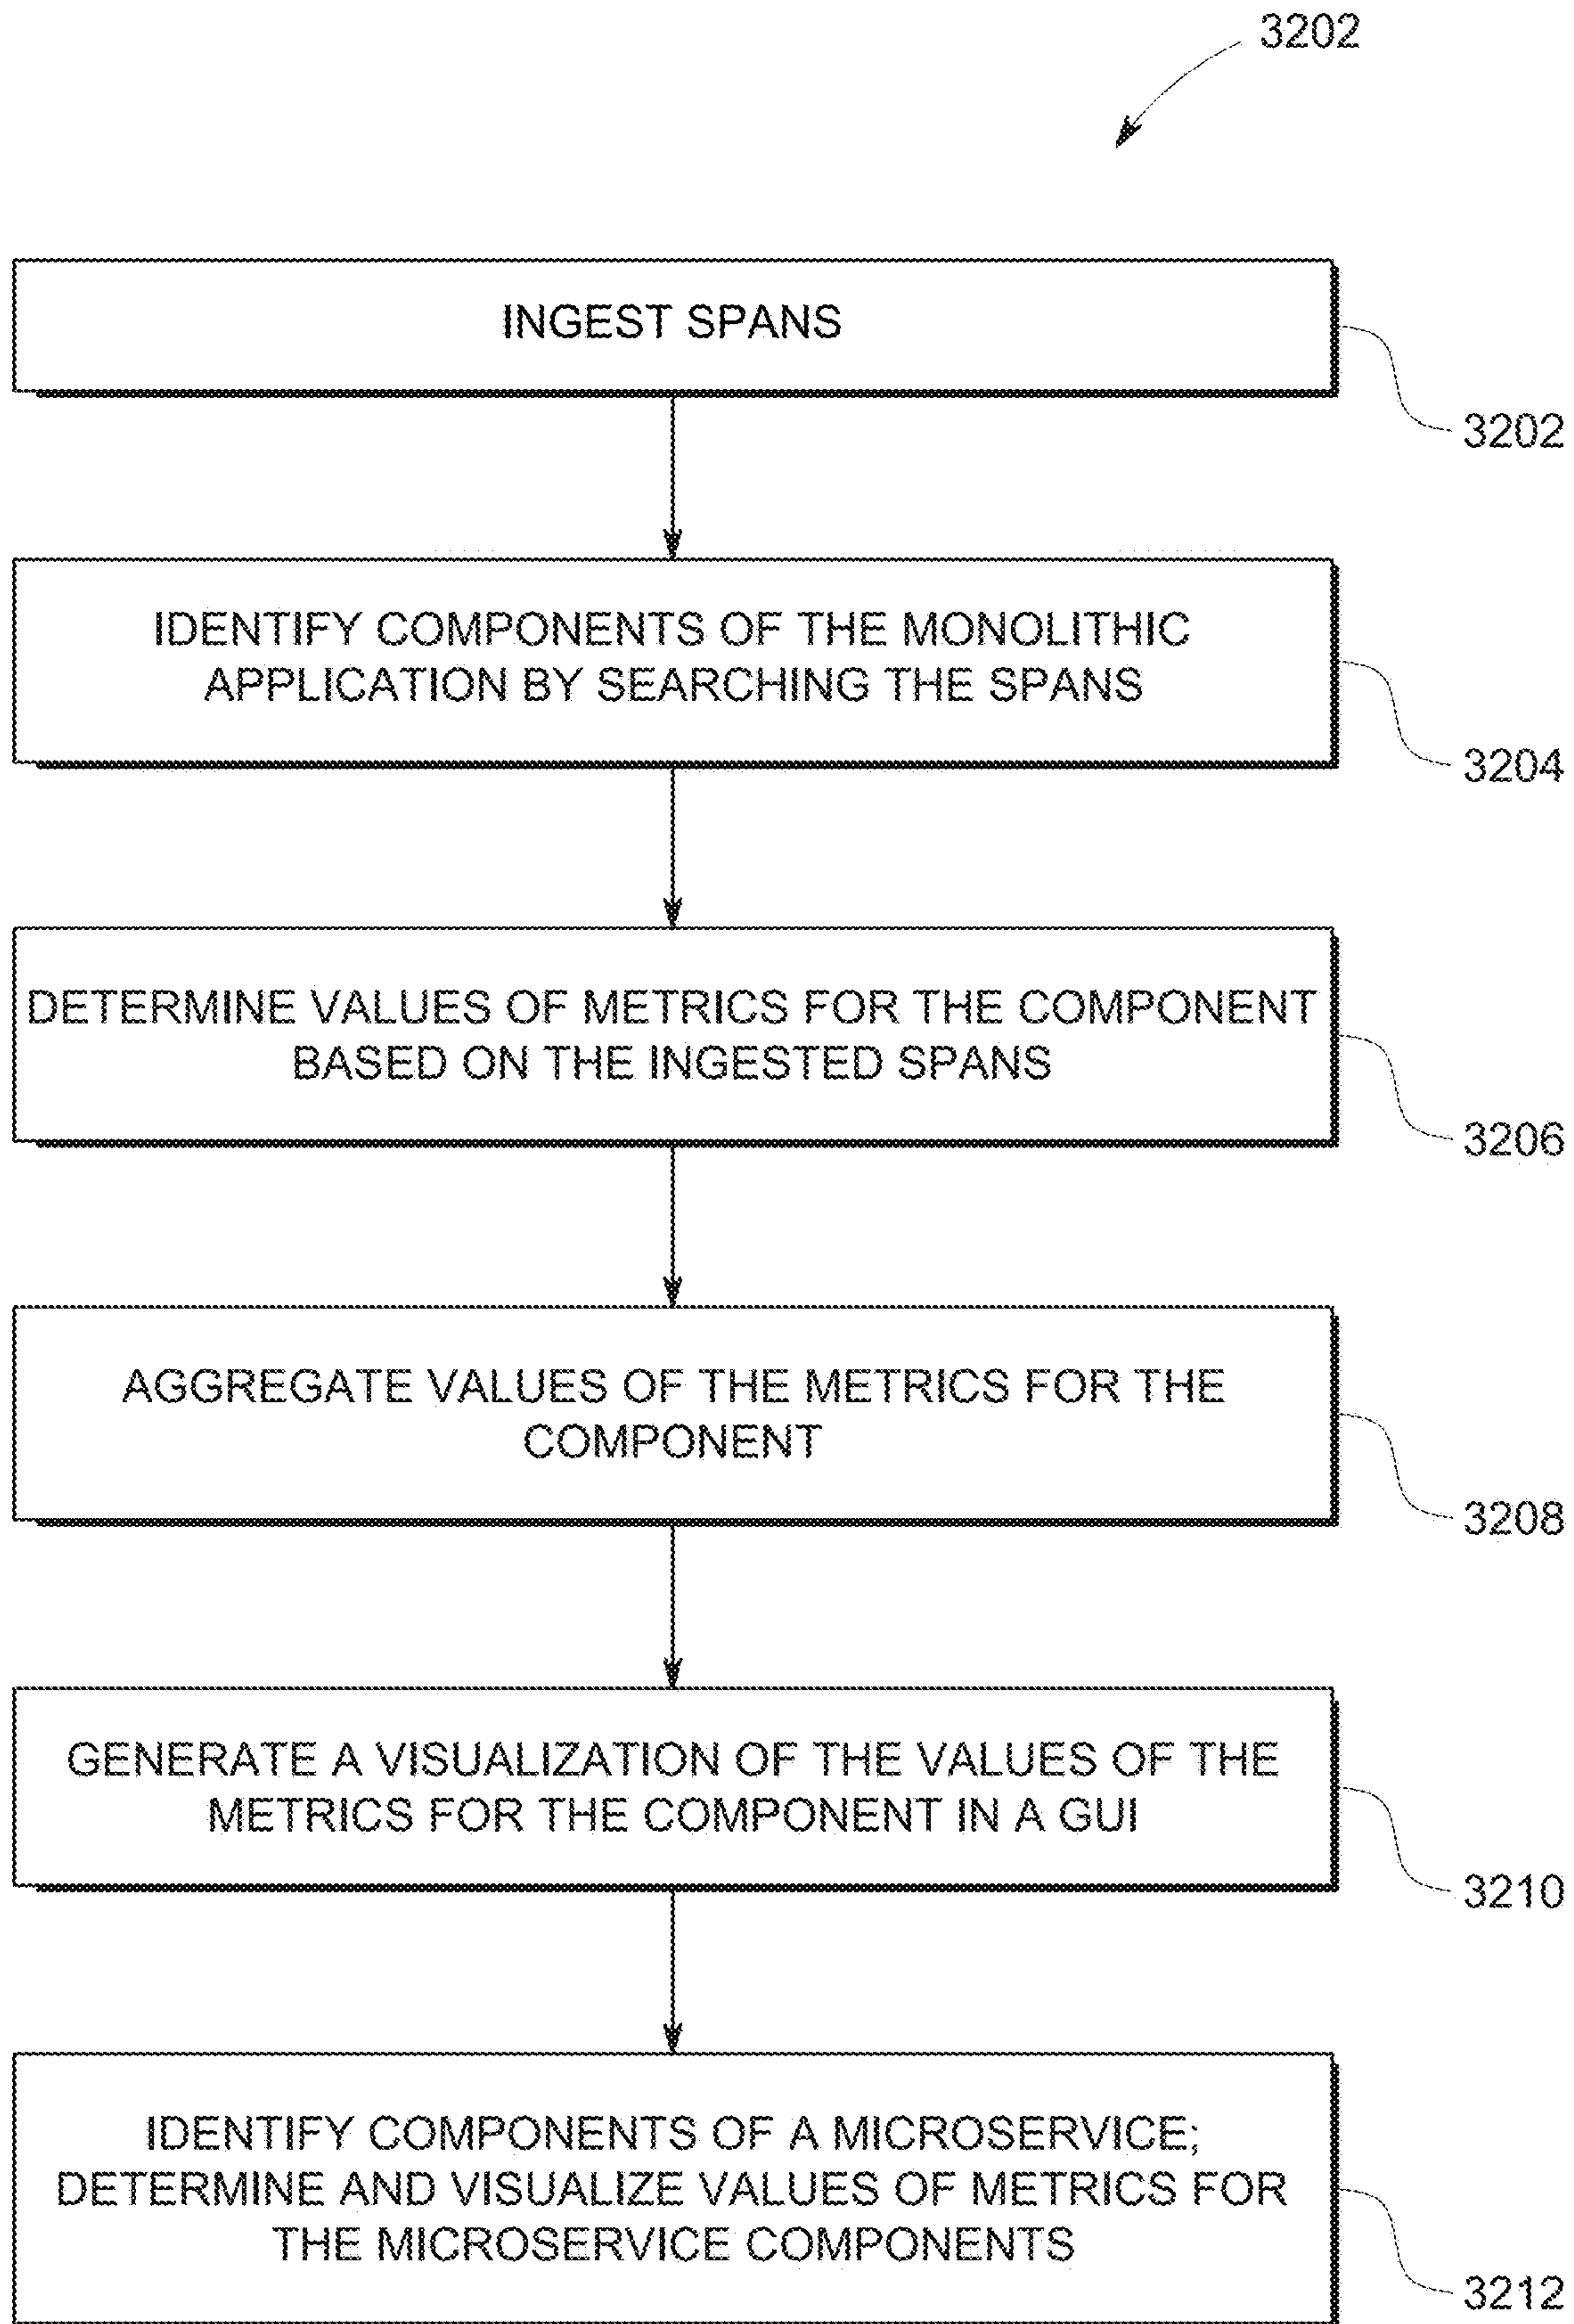 3202
INGEST SPANS
3202
IDENTIFY COMPONENTS OF THE MONOLITHIC
APPLICATION BY SEARCHING THE SPANS
3204
DETERMINE VALUES OF METRICS FOR THE COMPONENT
BASED ON THE INGESTED SPANS
3206
AGGREGATE VALUES OF THE METRICS FOR THE
COMPONENT
3208
GENERATE A VISUALIZATION OF THE VALUES OF THE
METRICS FOR THE COMPONENT IN A GUI
3210
IDENTIFY COMPONENTS OF A MICROSERVICE;
DETERMINE AND VISUALIZE VALUES OF METRICS FOR
THE MICROSERVICE COMPONENTS
3212